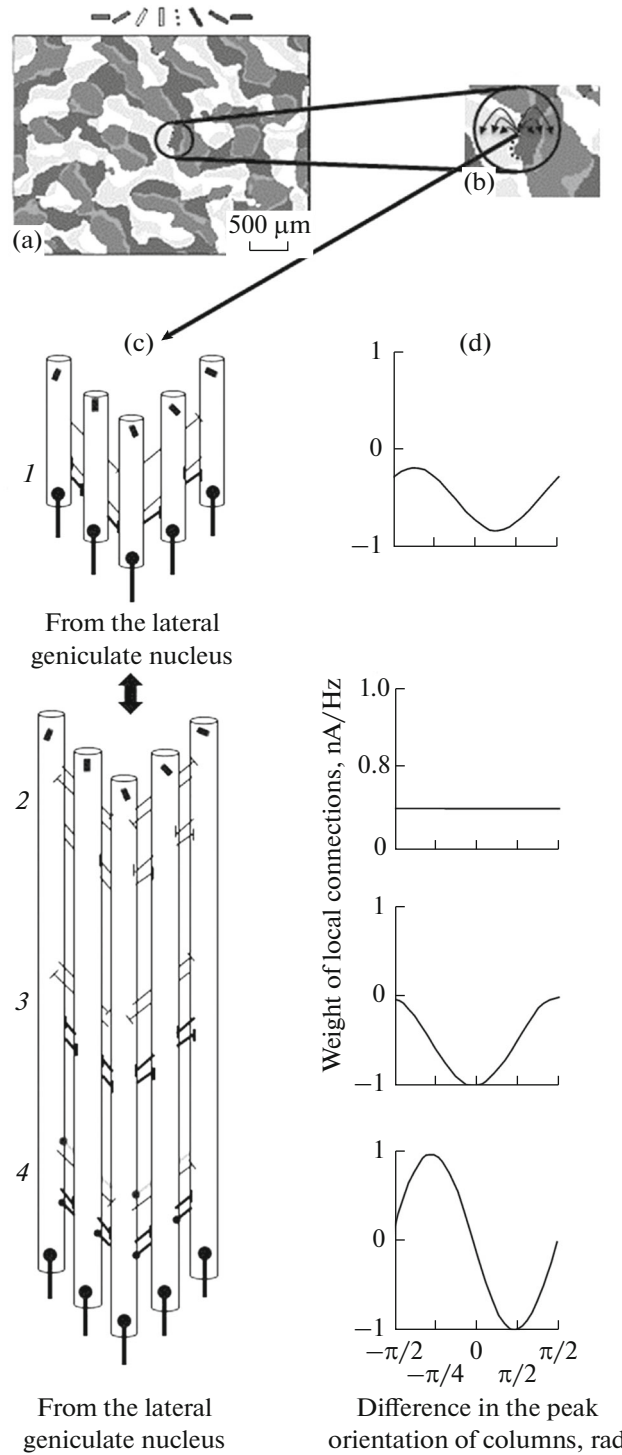 (a)
500 μm
(b)
(c)
(d)
1
From the lateral
geniculate nucleus
2
3
4
From the lateral
geniculate nucleus
Weight of local connections, nA/Hz
1
0
−1
1.0
0.8
0
1
0
−1
1
0
−1
−π/2
−π/4
0
π/2
π/2
Difference in the peak
orientation of columns, rad